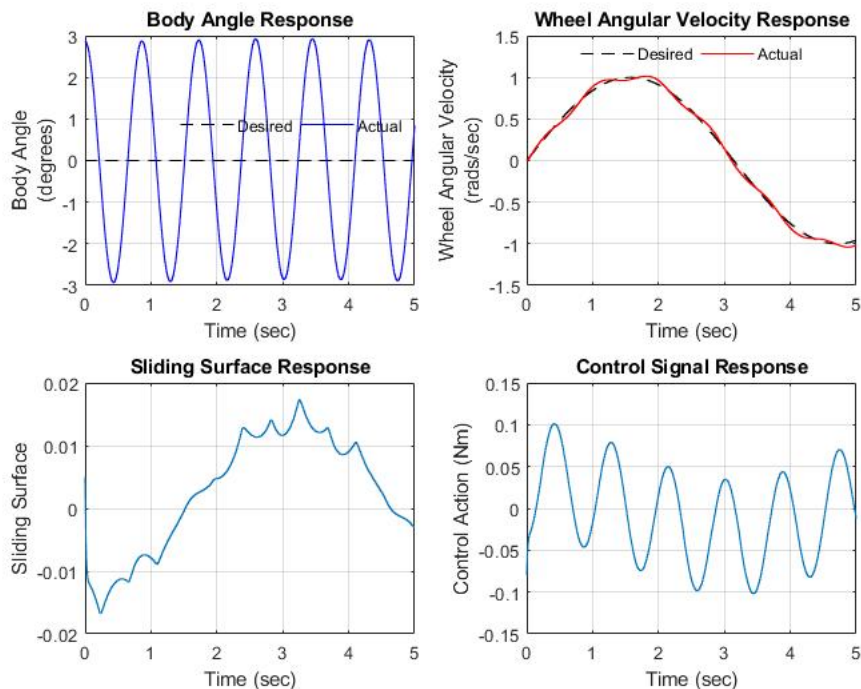 Body Angle Response
3
2
1
0
-1
-2
-3
Body Angle
(degrees)
Desired
Actual
0
1
2
3
4
5
Time (sec)
Wheel Angular Velocity Response
1.5
1
0.5
0
-0.5
-1
-1.5
Wheel Angular Velocity
(rads/sec)
Desired
Actual
0
1
2
3
4
5
Time (sec)
Sliding Surface Response
0.02
0.01
0
-0.01
-0.02
Sliding Surface
0
1
2
3
4
5
Time (sec)
Control Signal Response
0.15
0.1
0.05
0
-0.05
-0.1
-0.15
Control Action (Nm)
0
1
2
3
4
5
Time (sec)